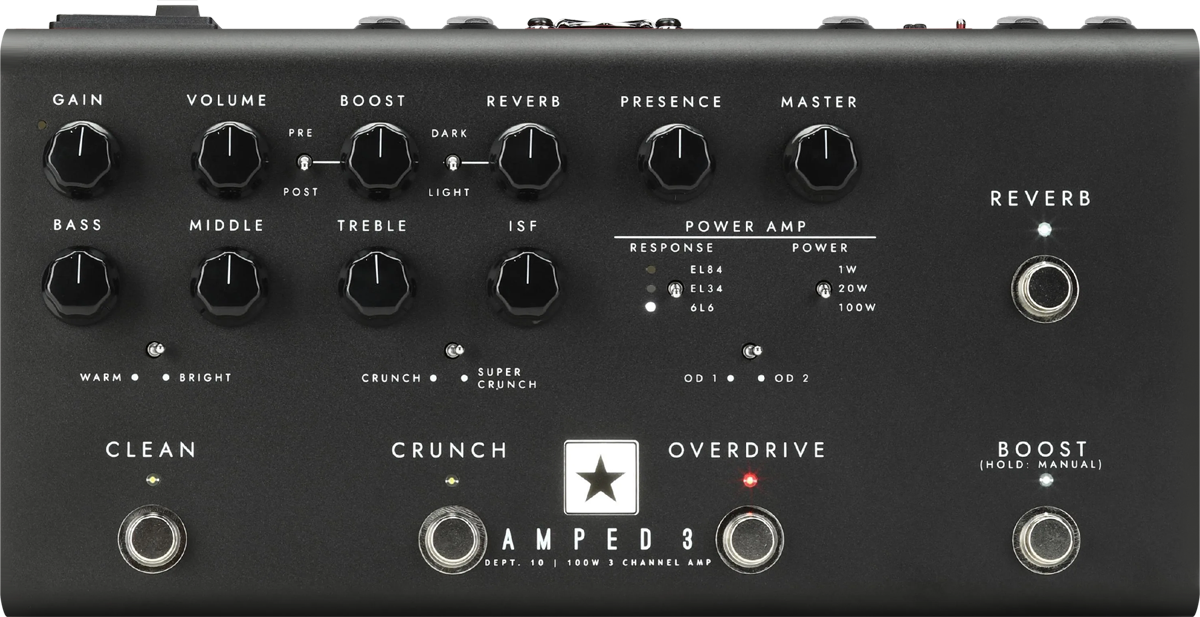 GAIN
VOLUME
BOOST
REVERB
PRESENCE
MASTER
PRE
POST
DARK
LIGHT
REVERB
BASS
MIDDLE
TREBLE
ISF
POWER AMP
RESPONSE
POWER
EL84
EL34
6L6
1W
20W
100W
WARM
BRIGHT
CRUNCH
SUPER
CRUNCH
OD 1
OD 2
CLEAN
CRUNCH
OVERDRIVE
BOOST
(HOLD: MANUAL)
AMPED 3
DEPT. 10 | 100W 3 CHANNEL AMP